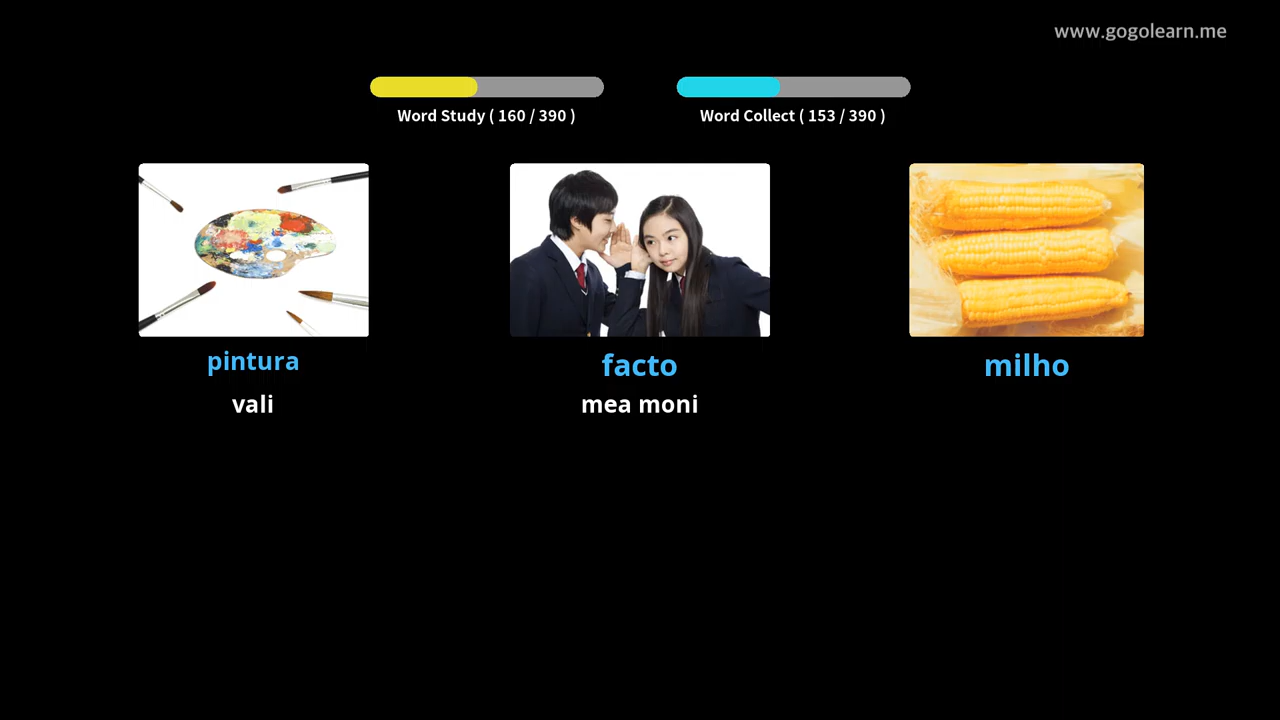 www.gogolearn.me
Word Study ( 160 / 390 )
Word Collect ( 153 / 390 )
pintura
facto
milho
vali
mea moni